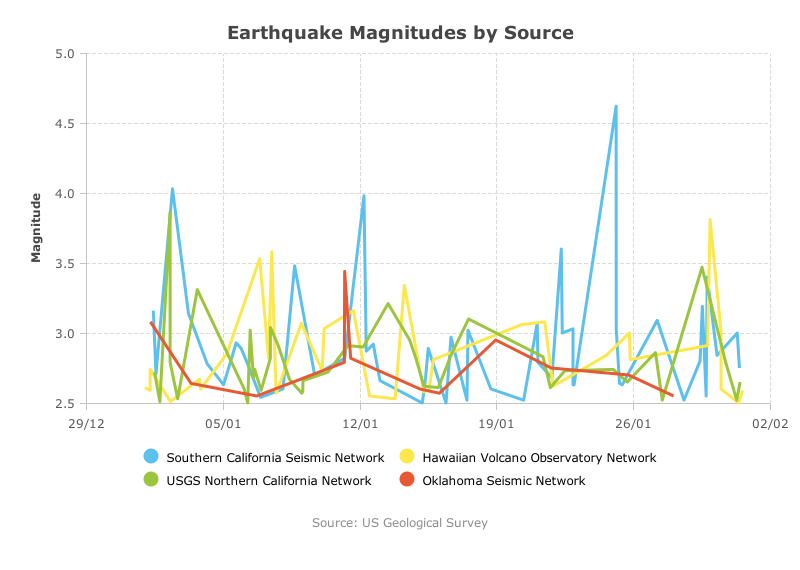 Earthquake Magnitudes by Source
5.0
4.5
4.0
3.5
3.0
2.5
Magnitude
29/12 05/01 12/01 19/01 26/01 02/02
Southern California Seismic Network Hawaiian Volcano Observatory Network
USGS Northern California Network Oklahoma Seismic Network
Source: US Geological Survey